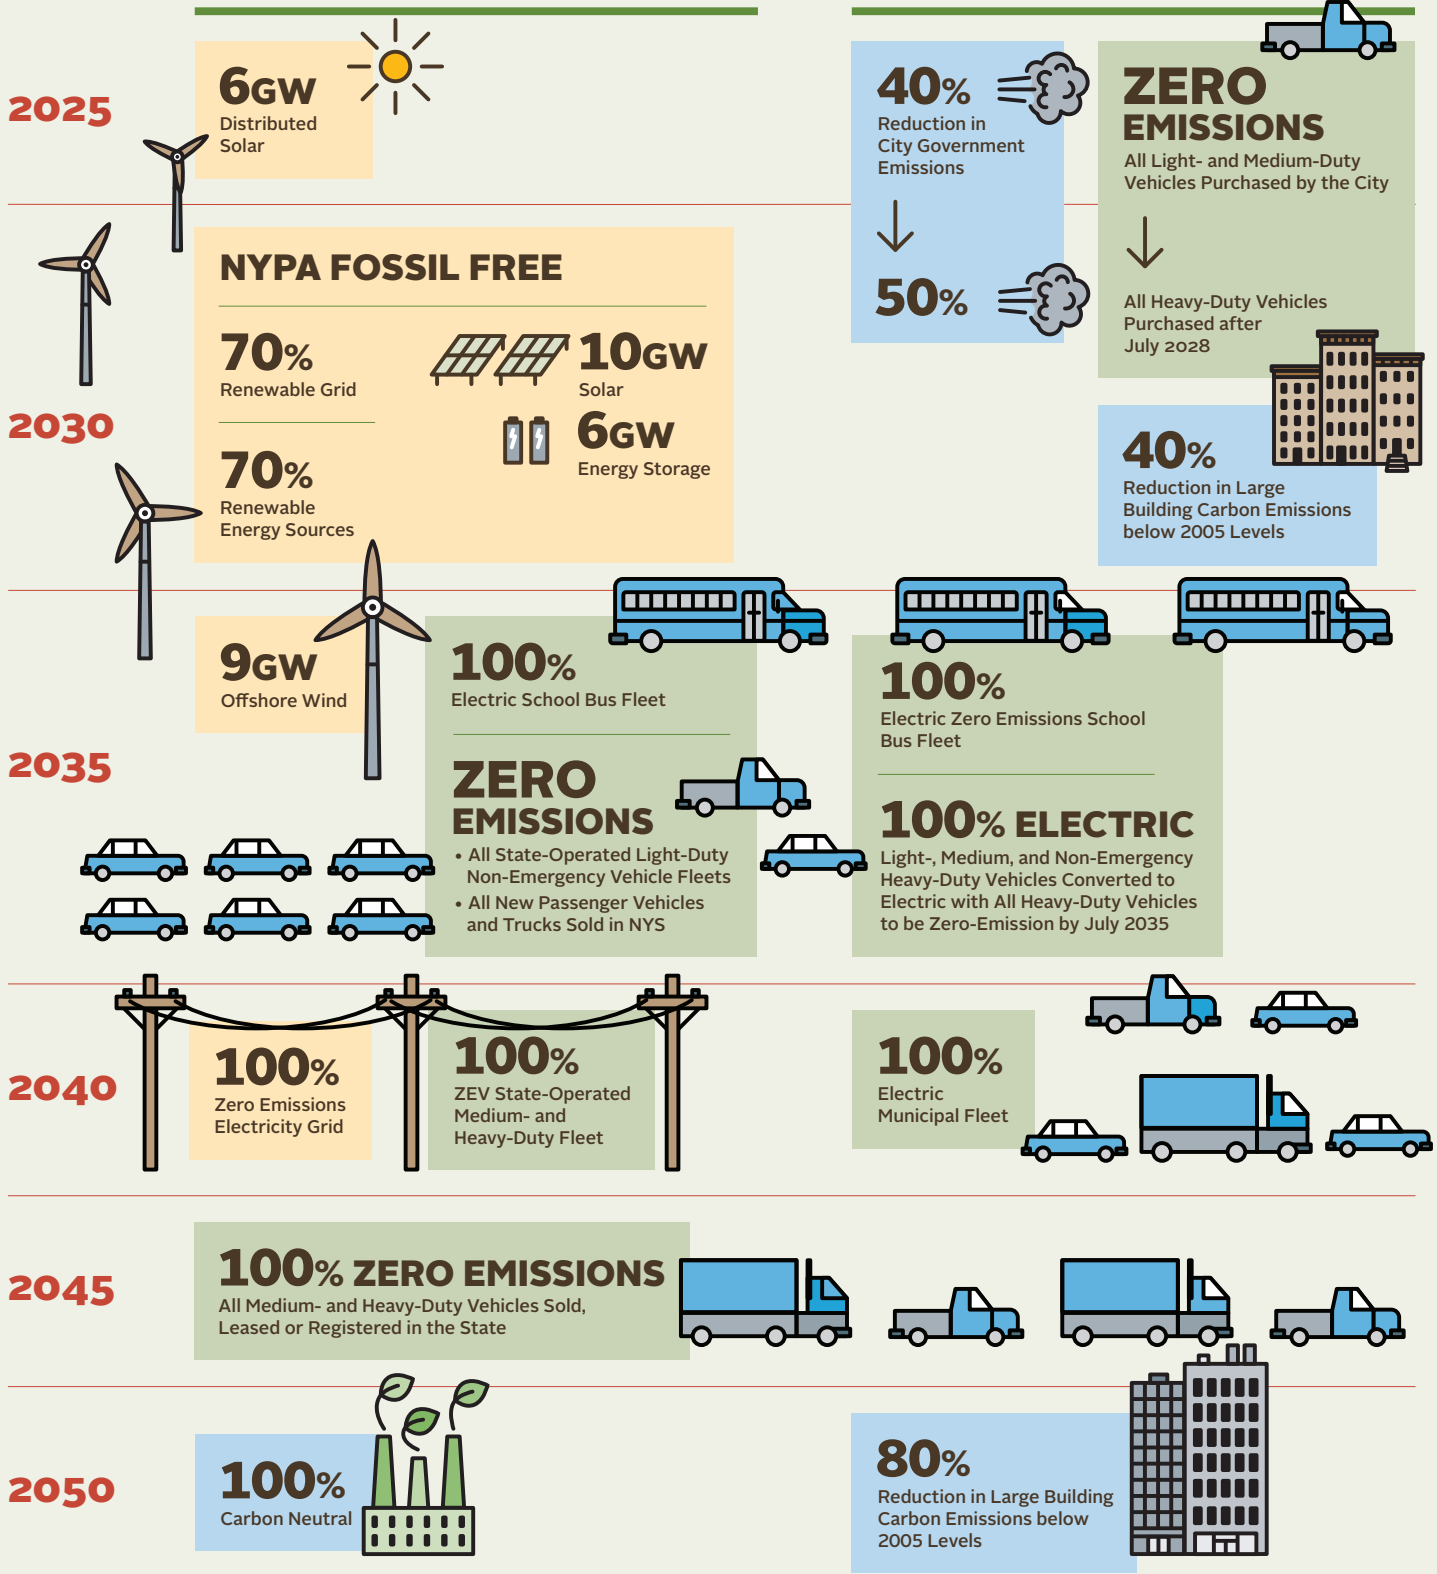 2025
6GW
Distributed
Solar
40%
Reduction in
City Government
Emissions
50%
ZERO
EMISSIONS
All Light- and Medium-Duty
Vehicles Purchased by the City
All Heavy-Duty Vehicles
Purchased after
July 2028
2030
NYPA FOSSIL FREE
70%
Renewable Grid
70%
Renewable
Energy Sources
10GW
Solar
6GW
Energy Storage
40%
Reduction in Large
Building Carbon Emissions
below 2005 Levels
2035
9GW
Offshore Wind
100%
Electric School Bus Fleet
ZERO
EMISSIONS
• All State-Operated Light-Duty
Non-Emergency Vehicle Fleets
• All New Passenger Vehicles
and Trucks Sold in NYS
100%
Electric Zero Emissions School
Bus Fleet
100% ELECTRIC
Light-, Medium, and Non-Emergency
Heavy-Duty Vehicles Converted to
Electric with All Heavy-Duty Vehicles
to be Zero-Emission by July 2035
2040
100%
Zero Emissions
Electricity Grid
100%
ZEV State-Operated
Medium- and
Heavy-Duty Fleet
100%
Electric
Municipal Fleet
2045
100% ZERO EMISSIONS
All Medium- and Heavy-Duty Vehicles Sold,
Leased or Registered in the State
2050
100%
Carbon Neutral
80%
Reduction in Large Building
Carbon Emissions below
2005 Levels